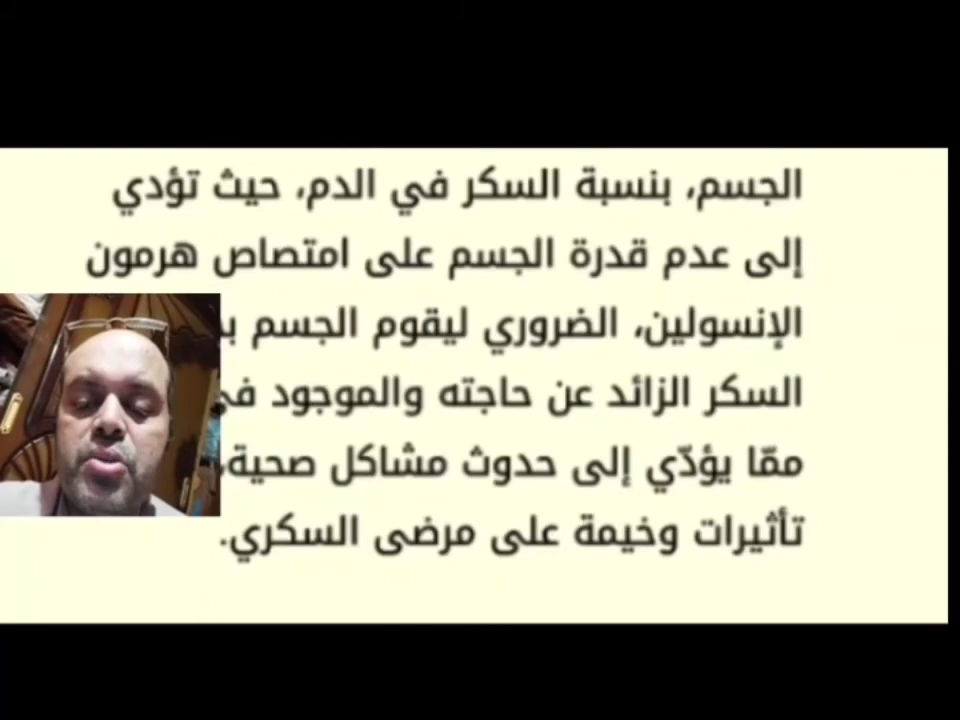 الجسم، بنسبة السكر في الدم، حيث تؤدي
إلى عدم قدرة الجسم على امتصاص هرمون
الإنسولين، الضروري ليقوم الجسم
السكر الزائد عن حاجته والموجود
ممّا يؤدّي إلى حدوث مشاكل صحية،
تأثيرات وخيمة على مرضى السكري.